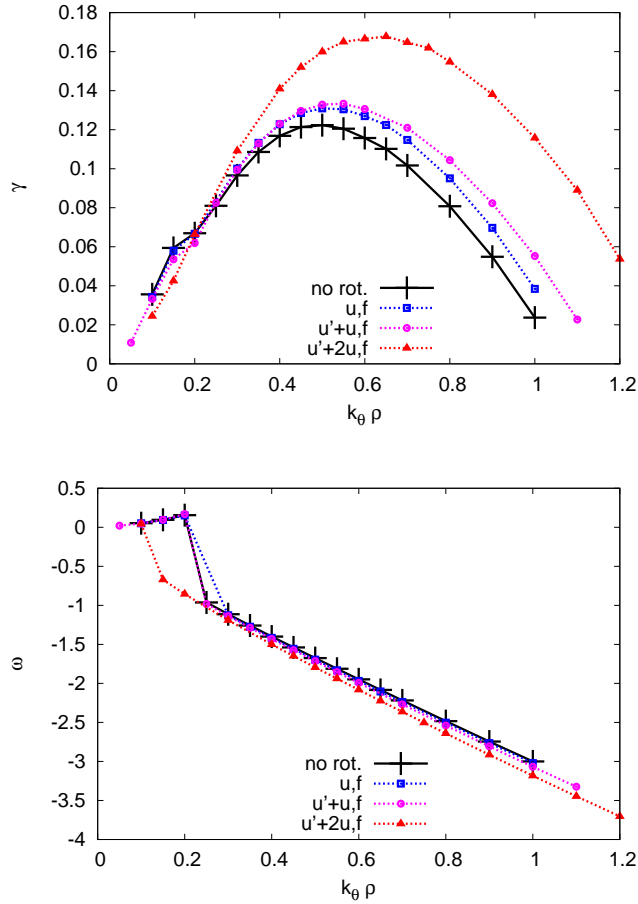 0.18
0.16
0.14
0.12
0.1
0.08
0.06
0.04
0.02
0
γ
no rot.
u,f
u'+u,f
u'+2u,f
0 0.2 0.4 0.6 0.8 1 1.2
kθ ρ
0.5
0
-0.5
-1
-1.5
-2
-2.5
-3
-3.5
-4
ω
no rot.
u,f
u'+u,f
u'+2u,f
0 0.2 0.4 0.6 0.8 1 1.2
kθ ρ